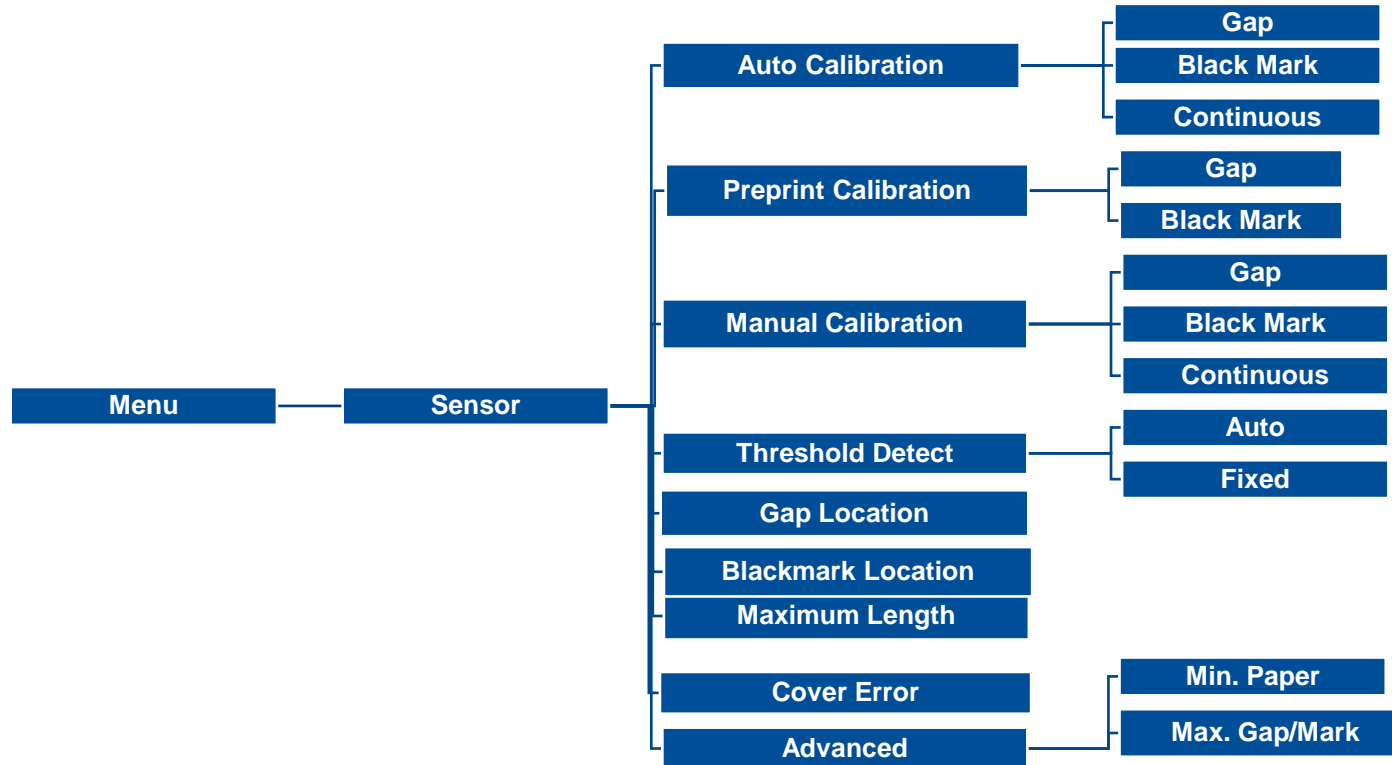 Menu
Sensor
Auto Calibration
Gap
Black Mark
Continuous
Preprint Calibration
Gap
Black Mark
Manual Calibration
Gap
Black Mark
Continuous
Threshold Detect
Auto
Fixed
Gap Location
Blackmark Location
Maximum Length
Cover Error
Advanced
Min. Paper
Max. Gap/Mark